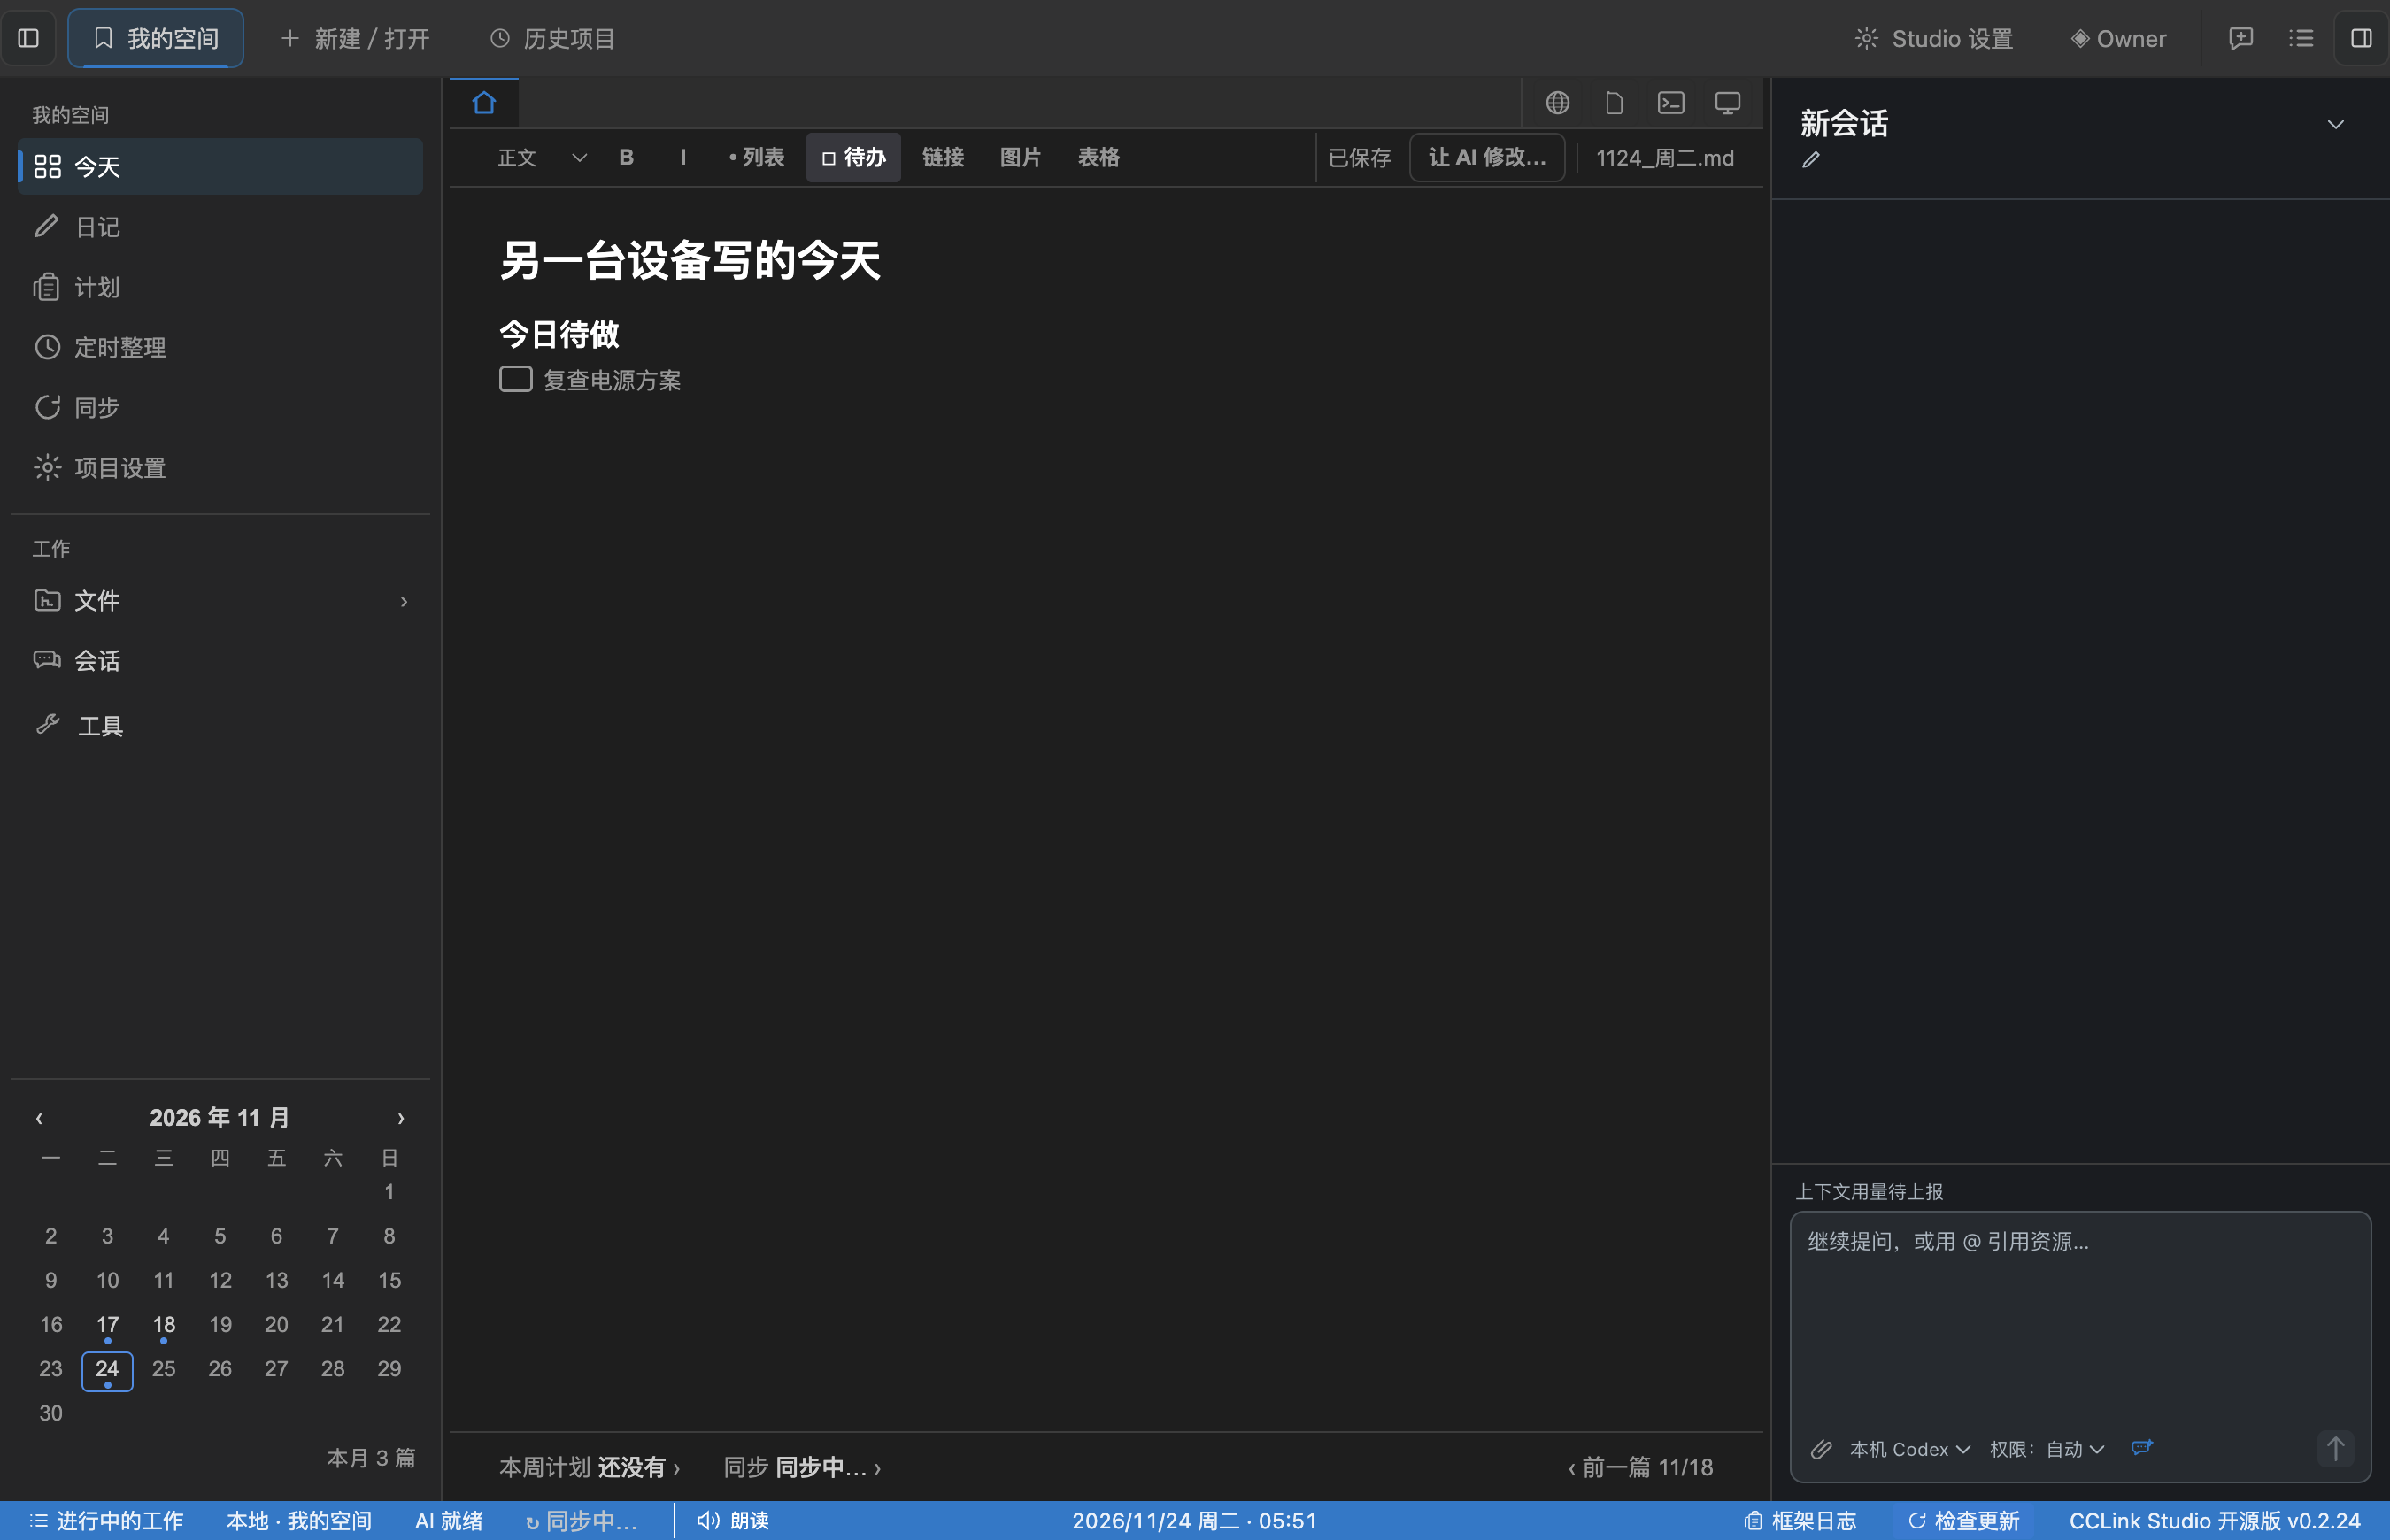 我的空间
新建 / 打开
历史项目
Studio 设置
Owner
我的空间
今天
日记
计划
定时整理
同步
项目设置
工作
文件
会话
工具
‹ 2026 年 11 月 ›
一 二 三 四 五 六 日
1
2 3 4 5 6 7 8
9 10 11 12 13 14 15
16 17 18 19 20 21 22
23 24 25 26 27 28 29
30
本月 3 篇
正文 B I • 列表 待办 链接 图片 表格 已保存 让 AI 修改... 1124_周二.md
另一台设备写的今天
今日待做
复查电源方案
本周计划 还没有 › 同步 同步中... › ‹ 前一篇 11/18
新会话
上下文用量待上报
继续提问，或用 @ 引用资源...
本机 Codex 权限：自动
进行中的工作 本地 · 我的空间 AI 就绪 ↻ 同步中... 朗读 2026/11/24 周二 · 05:51 框架日志 检查更新 CCLink Studio 开源版 v0.2.24